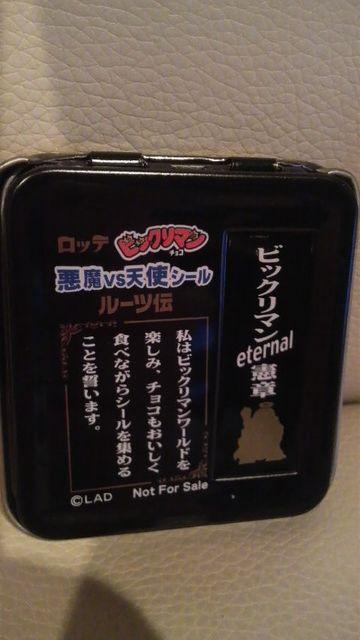 ロッテ ビックリマン
チョコ
悪魔VS天使シール
ルーツ伝
私はビックリマンワールドを
楽しみ、チョコもおいしく
食べながらシールを集める
ことを誓います。
ビックリマン
eternal
憲章
©LAD
Not For Sale